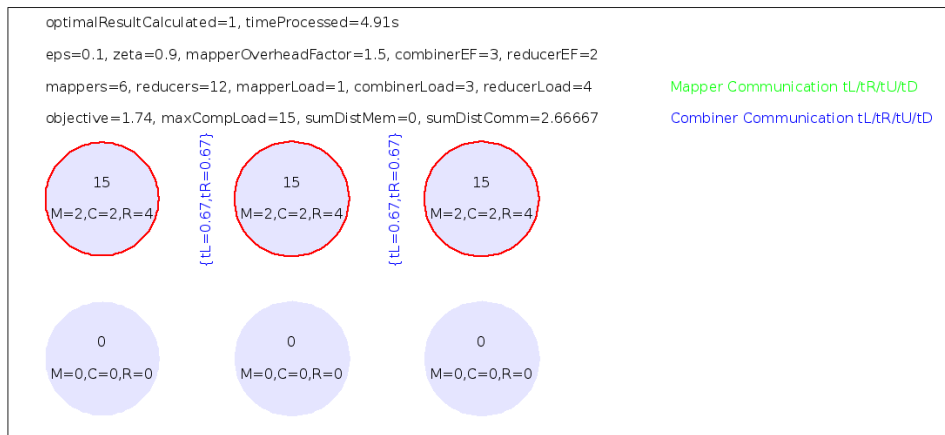 optimalResultCalculated=1, timeProcessed=4.91s
eps=0.1, zeta=0.9, mapperOverheadFactor=1.5, combinerEF=3, reducerEF=2
mappers=6, reducers=12, mapperLoad=1, combinerLoad=3, reducerLoad=4
Mapper Communication tL/tR/tU/tD
objective=1.74, maxCompLoad=15, sumDistMem=0, sumDistComm=2.66667
Combiner Communication tL/tR/tU/tD
15
M=2,C=2,R=4
{tL=0.67,tR=0.67}
15
M=2,C=2,R=4
{tL=0.67,tR=0.67}
15
M=2,C=2,R=4
0
M=0,C=0,R=0
0
M=0,C=0,R=0
0
M=0,C=0,R=0